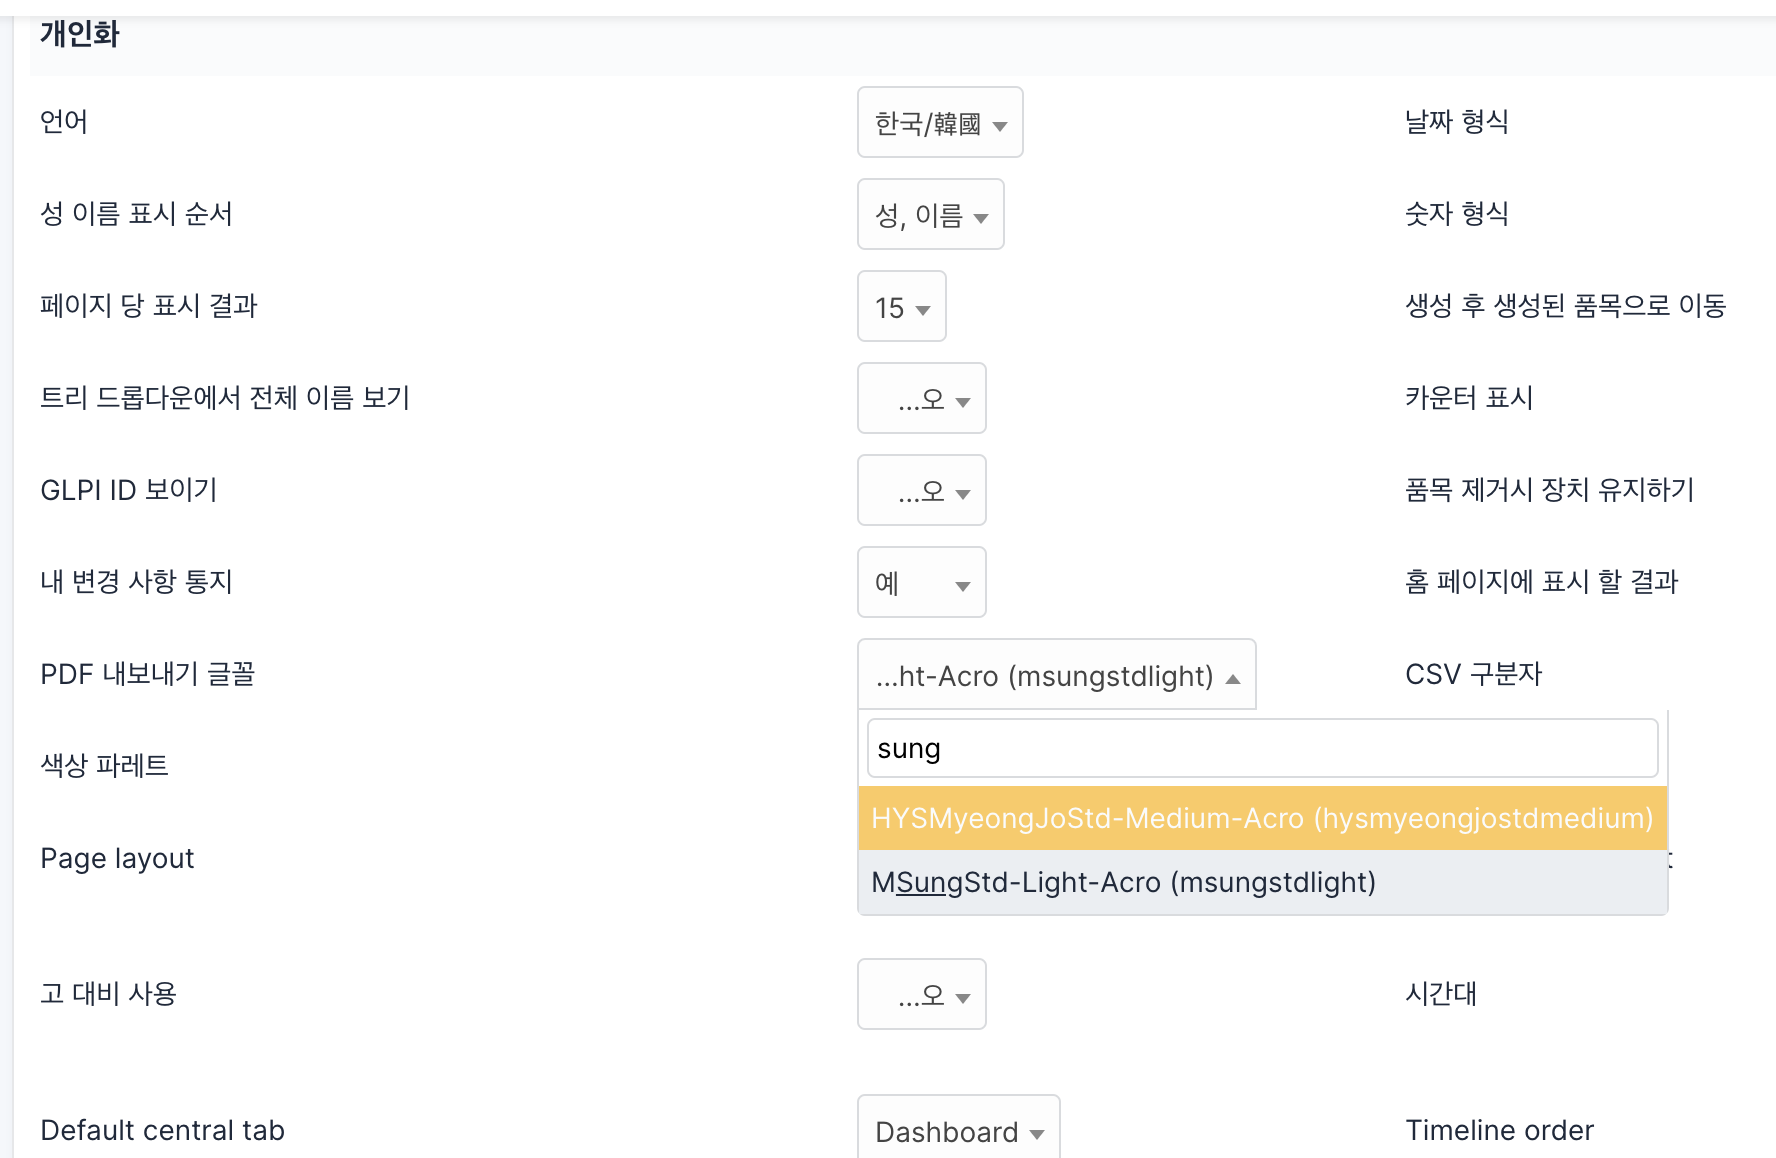 개인화
언어
한국/韓國
날짜 형식
성 이름 표시 순서
성, 이름
숫자 형식
페이지 당 표시 결과
15
생성 후 생성된 품목으로 이동
트리 드롭다운에서 전체 이름 보기
...오
카운터 표시
GLPI ID 보이기
...오
품목 제거시 장치 유지하기
내 변경 사항 통지
예
홈 페이지에 표시 할 결과
PDF 내보내기 글꼴
...ht-Acro (msungstdlight)
CSV 구분자
sung
색상 파레트
HYSMyeongJoStd-Medium-Acro (hysmyeongjostdmedium)
Page layout
MSungStd-Light-Acro (msungstdlight)
고 대비 사용
...오
시간대
Default central tab
Dashboard
Timeline order